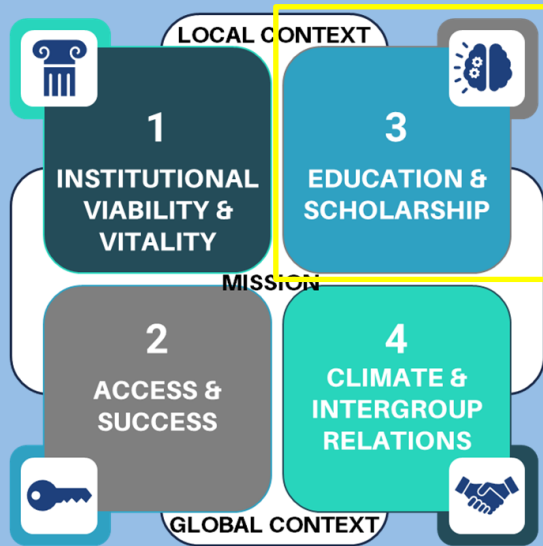 LOCAL CONTEXT
1
INSTITUTIONAL
VIABILITY &
VITALITY
3
EDUCATION &
SCHOLARSHIP
MISSION
2
ACCESS &
SUCCESS
4
CLIMATE &
INTERGROUP
RELATIONS
GLOBAL CONTEXT